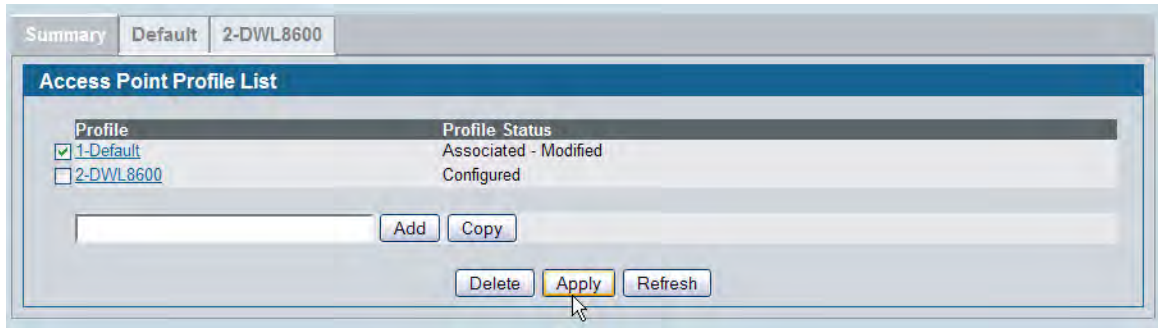 Summary Default 2-DWL8600
Access Point Profile List
Profile Profile Status
1-Default Associated - Modified
2-DWL8600 Configured
Add Copy
Delete Apply Refresh